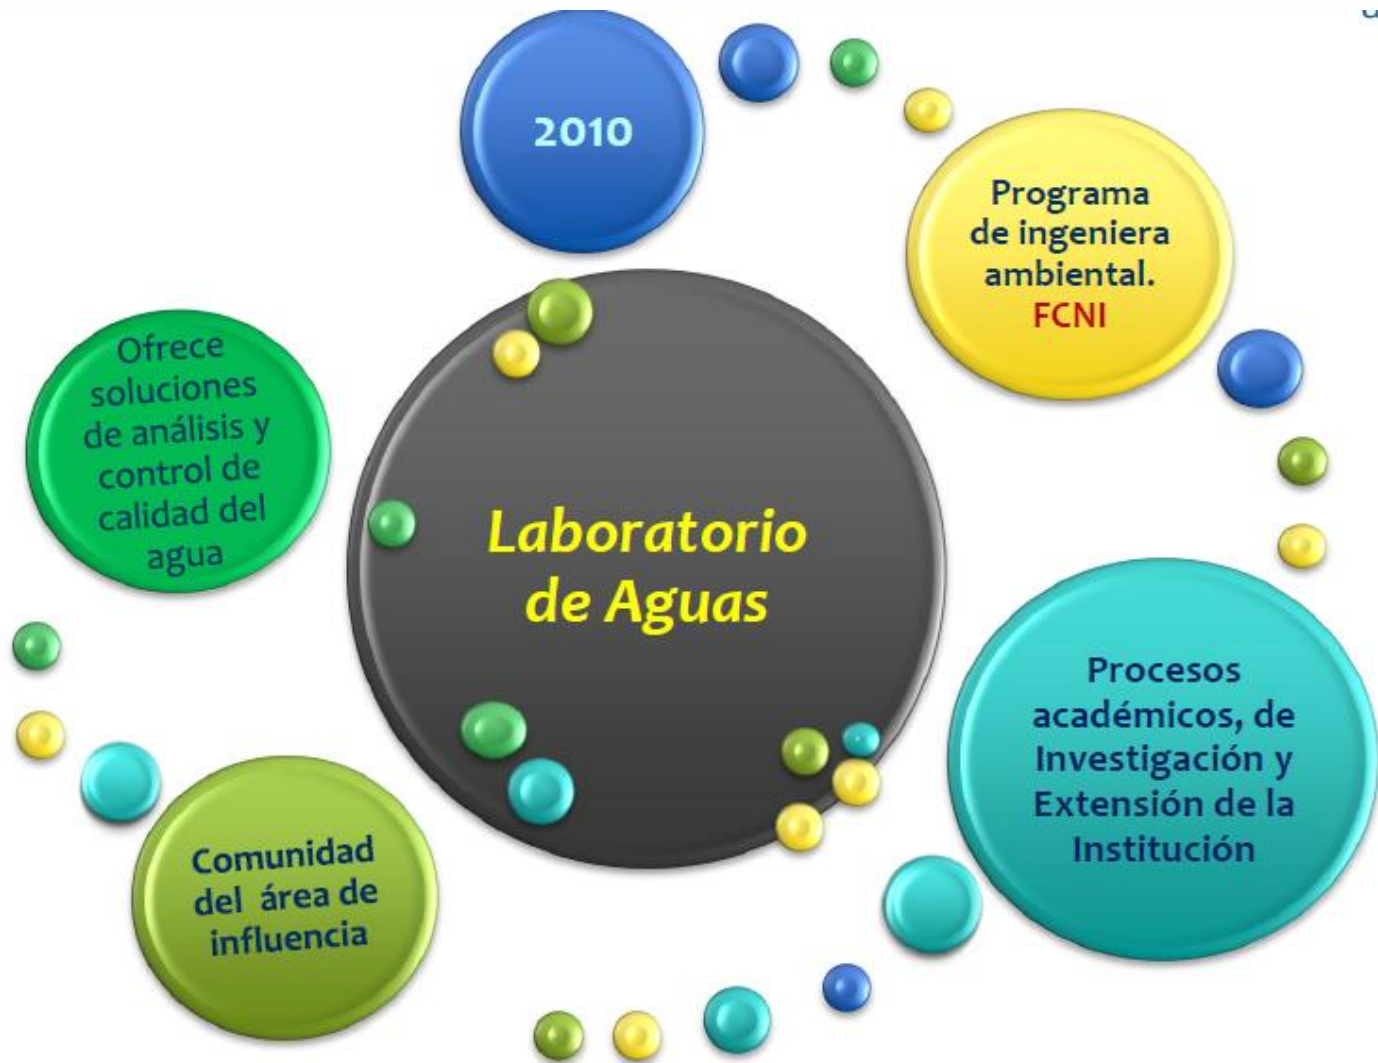 2010
Programa
de ingeniera
ambiental.
FCNI
Ofrece
soluciones
de análisis y
control de
calidad del
agua
Laboratorio
de Aguas
Procesos
académicos, de
Investigación y
Extensión de la
Institución
Comunidad
del área de
influencia